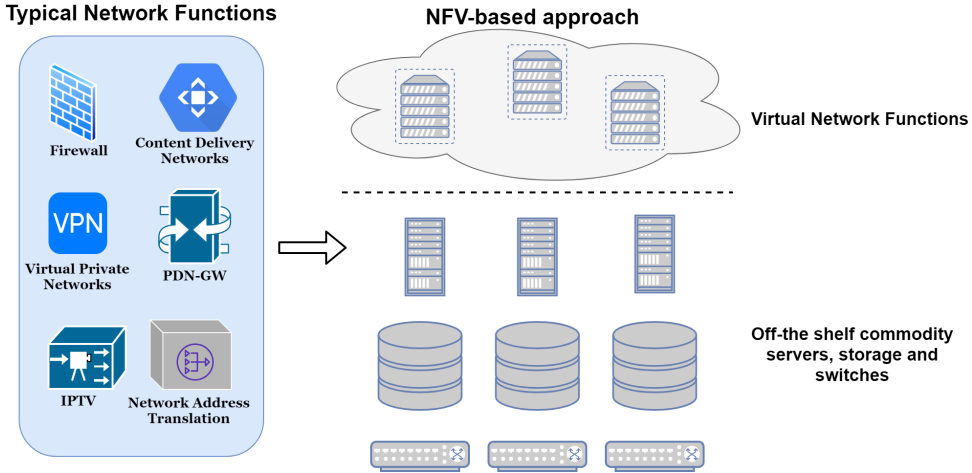 Typical Network Functions
NFV-based approach
Firewall
Content Delivery
Networks
VPN
Virtual Private
Networks
PDN-GW
IPTV
Network Address
Translation
Virtual Network Functions
Off-the shelf commodity
servers, storage and
switches